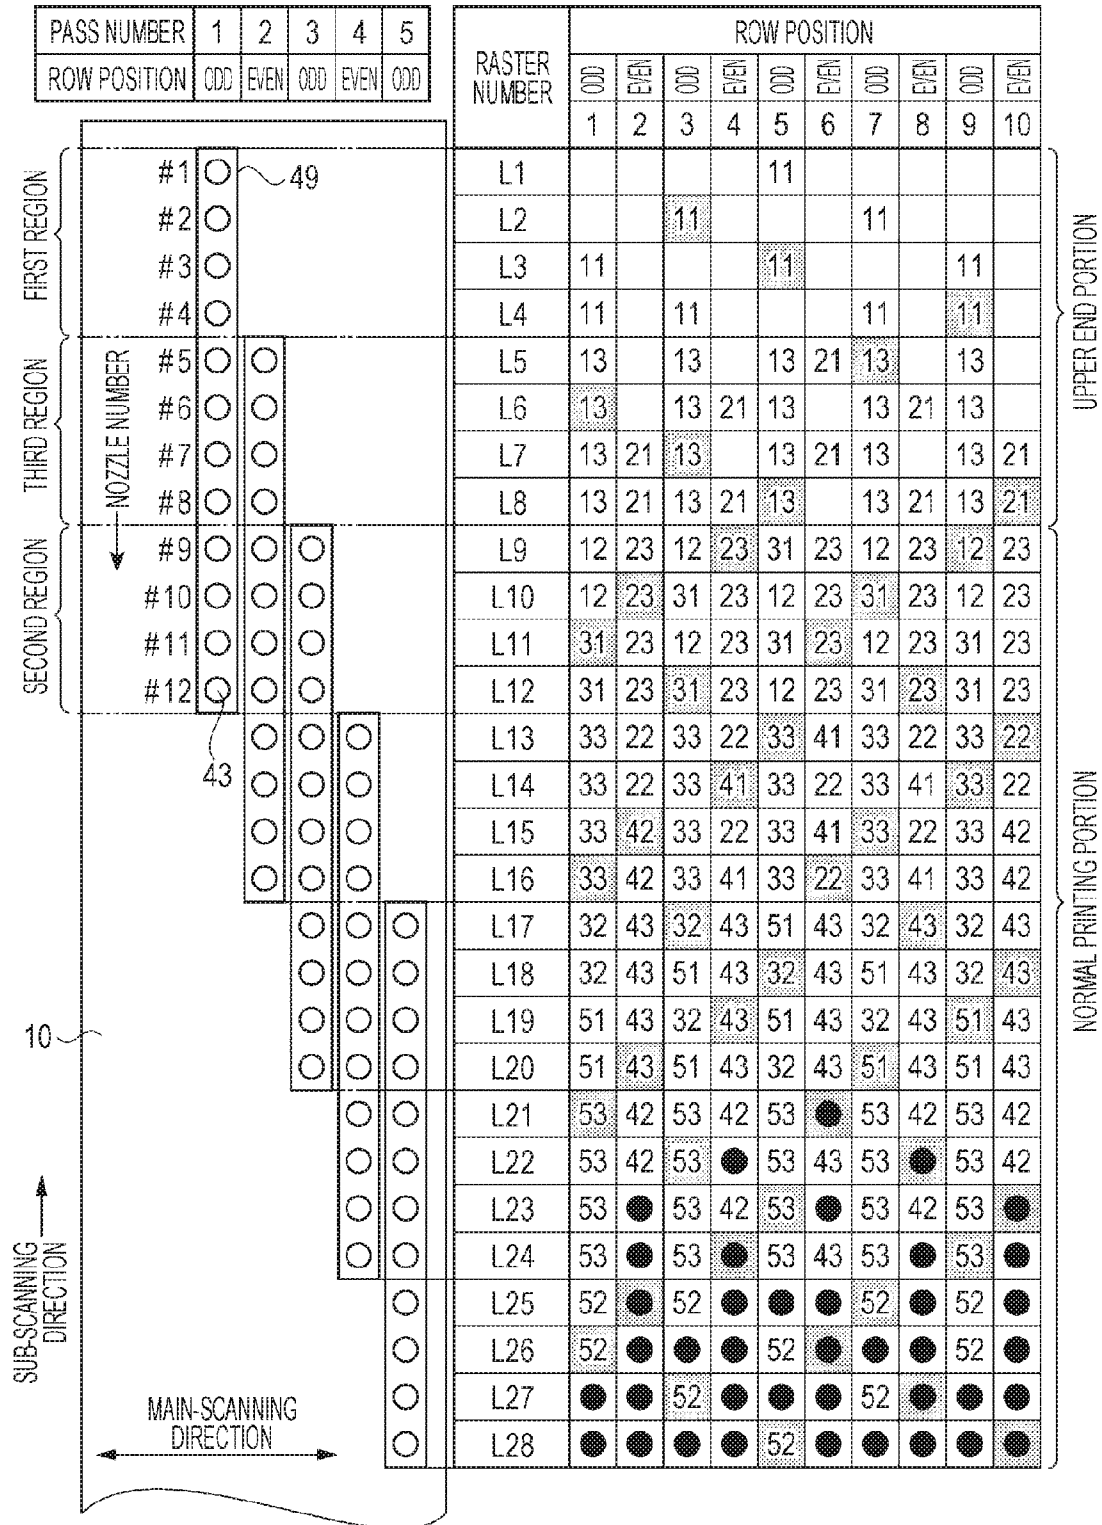 PASS NUMBER 1 2 3 4 5
ROW POSITION ODD EVEN ODD EVEN ODD
RASTER NUMBER
ROW POSITION
ODD EVEN ODD EVEN ODD EVEN ODD EVEN ODD EVEN
1 2 3 4 5 6 7 8 9 10
FIRST REGION
THIRD REGION
SECOND REGION
NOZZLE NUMBER
#1
#2
#3
#4
#5
#6
#7
#8
#9
#10
#11
#12
49
43
10
SUB-SCANNING
DIRECTION
MAIN-SCANNING
DIRECTION
L1 11
L2 11 11
L3 11 11 11
L4 11 11 11 11
L5 13 13 13 21 13 13
L6 13 13 21 13 13 21 13
L7 13 21 13 13 21 13 13 21
L8 13 21 13 21 13 13 21 13 21
L9 12 23 12 23 31 23 12 23 12 23
L10 12 23 31 23 12 23 31 23 12 23
L11 31 23 12 23 31 23 12 23 31 23
L12 31 23 31 23 12 23 31 23 31 23
L13 33 22 33 22 33 41 33 22 33 22
L14 33 22 33 41 33 22 33 41 33 22
L15 33 42 33 22 33 41 33 22 33 42
L16 33 42 33 41 33 22 33 41 33 42
L17 32 43 32 43 51 43 32 43 32 43
L18 32 43 51 43 32 43 51 43 32 43
L19 51 43 32 43 51 43 32 43 51 43
L20 51 43 51 43 32 43 51 43 51 43
L21 53 42 53 42 53 53 42 53 42
L22 53 42 53 53 43 53 53 42
L23 53 53 42 53 53 42 53
L24 53 53 53 43 53 53
L25 52 52 52 52
L26 52 52 52
L27 52 52
L28 52
UPPER END PORTION
NORMAL PRINTING PORTION